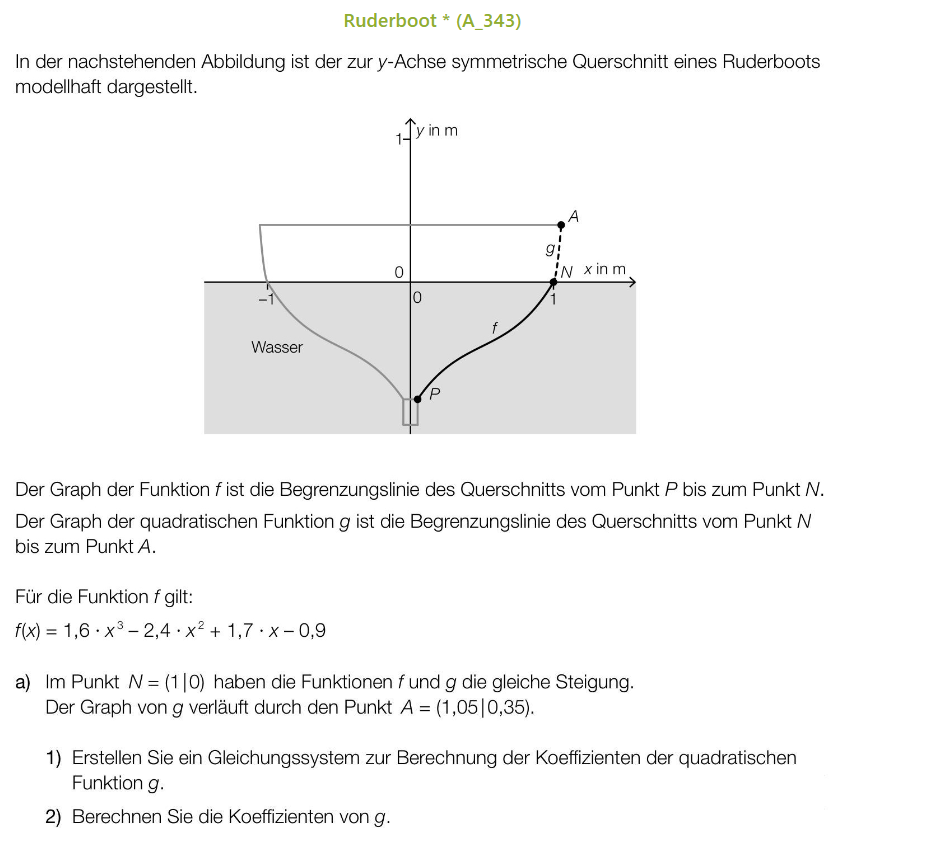 Ruderboot * (A_343)
In der nachstehenden Abbildung ist der zur y-Achse symmetrische Querschnitt eines Ruderboots
modellhaft dargestellt.
1
y in m
A
g
0
N
x in m
−1
0
1
f
Wasser
P
Der Graph der Funktion f ist die Begrenzungslinie des Querschnitts vom Punkt P bis zum Punkt N.
Der Graph der quadratischen Funktion g ist die Begrenzungslinie des Querschnitts vom Punkt N
bis zum Punkt A.
Für die Funktion f gilt:
f(x) = 1,6 · x³ – 2,4 · x² + 1,7 · x – 0,9
a) Im Punkt N = (1|0) haben die Funktionen f und g die gleiche Steigung.
Der Graph von g verläuft durch den Punkt A = (1,05|0,35).
1) Erstellen Sie ein Gleichungssystem zur Berechnung der Koeffizienten der quadratischen
Funktion g.
2) Berechnen Sie die Koeffizienten von g.